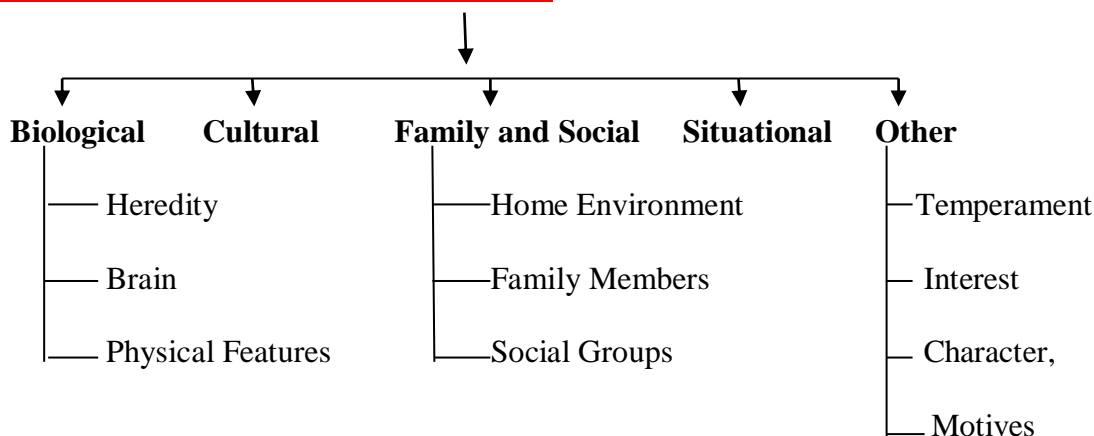 Biological Cultural Family and Social Situational Other
Heredity Home Environment Temperament
Brain Family Members Interest
Physical Features Social Groups Character,
Motives